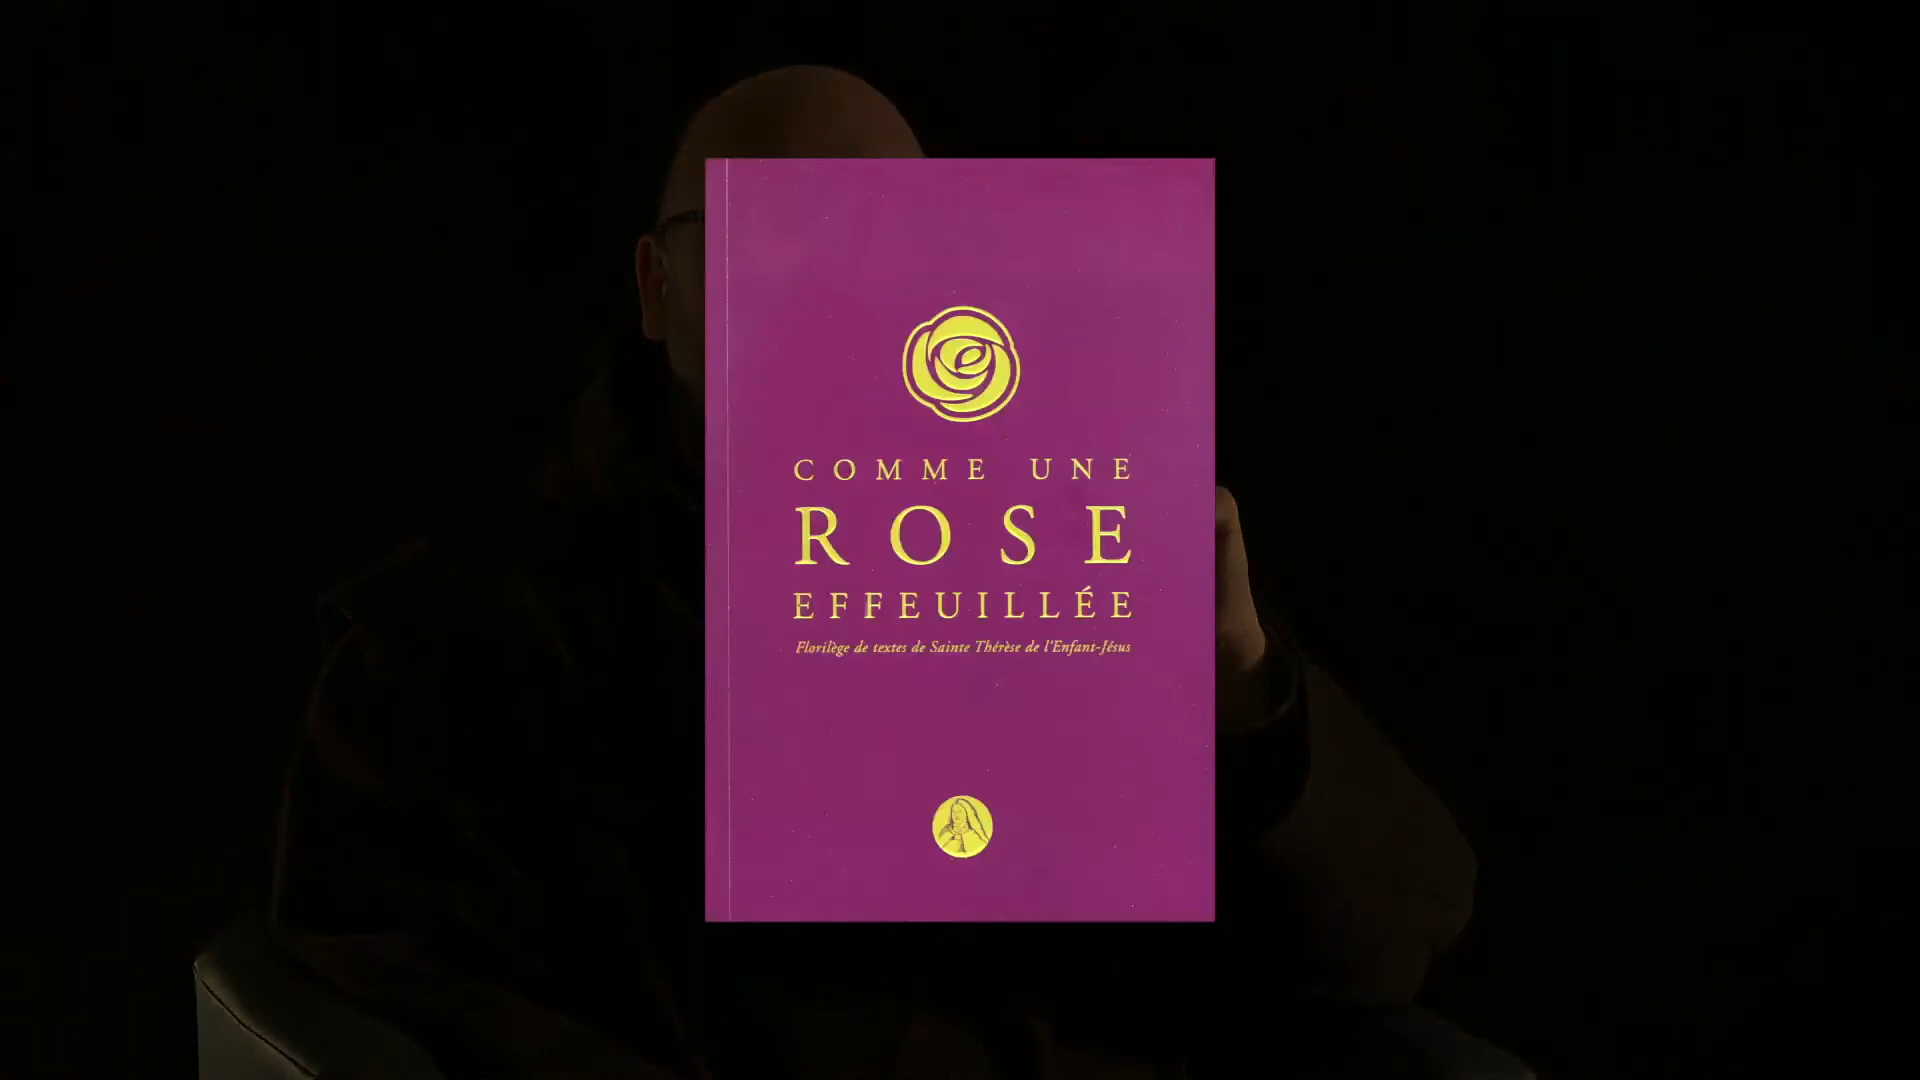 COMME UNE
ROSE
EFFEUILLÉE
Florilège de textes de Sainte Thérèse de l'Enfant-Jésus